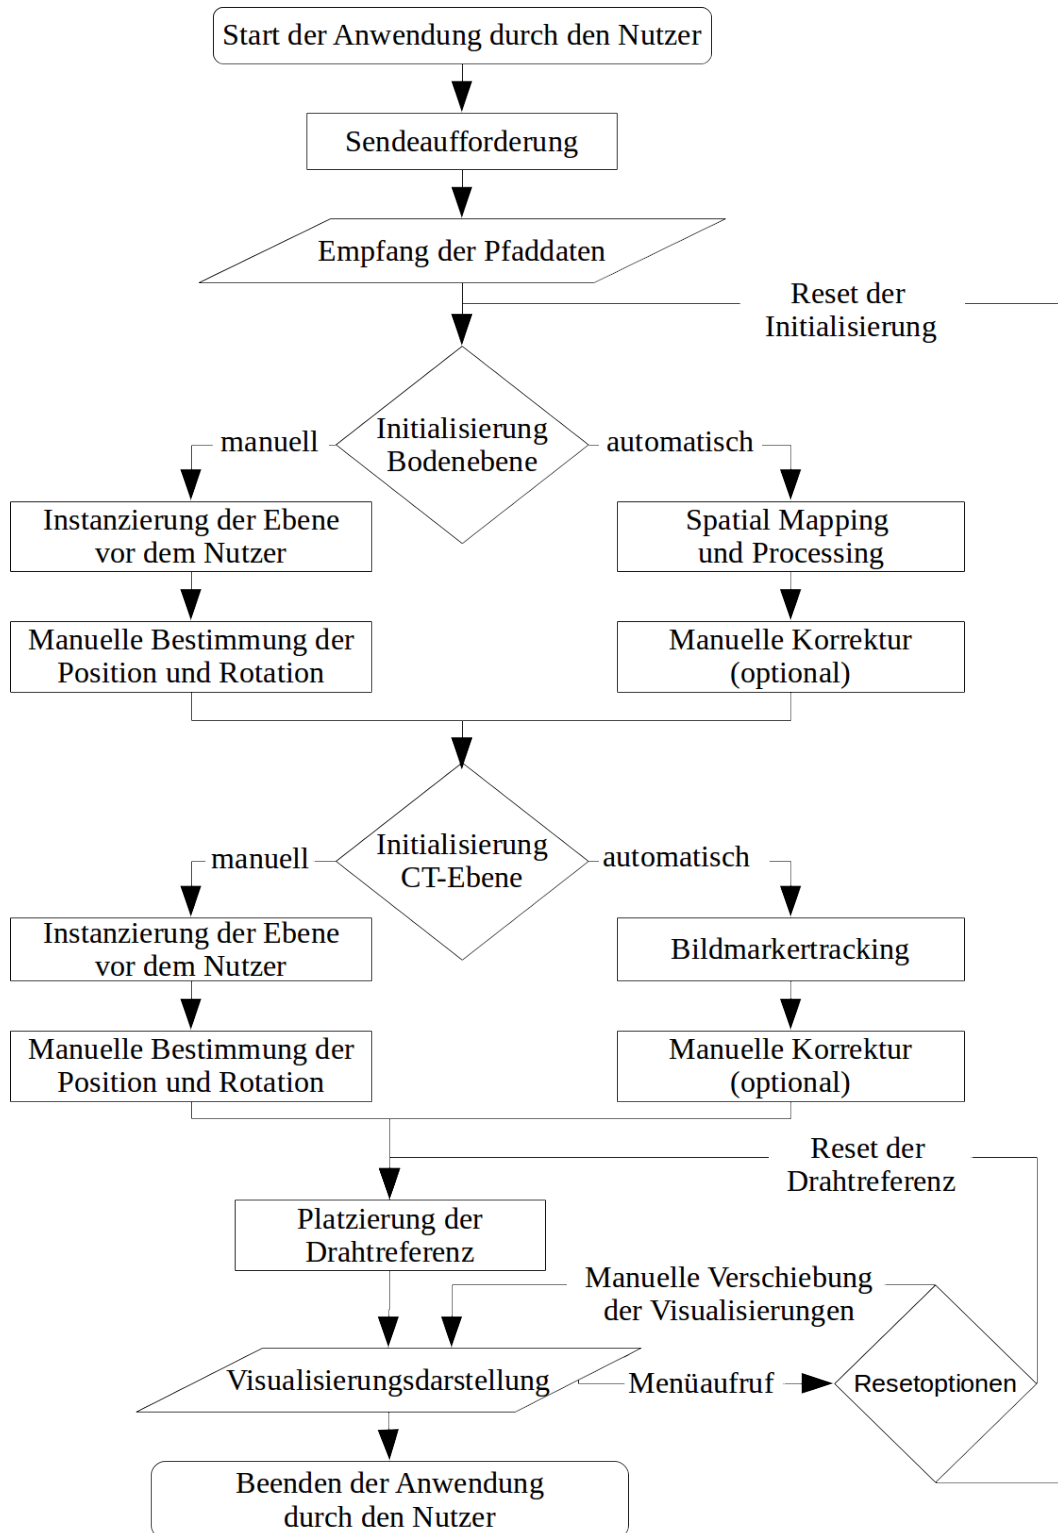 Start der Anwendung durch den Nutzer
Sendeaufforderung
Empfang der Pfaddaten
Reset der
Initialisierung
Initialisierung
Bodenebene
manuell
automatisch
Instanzierung der Ebene
vor dem Nutzer
Spatial Mapping
und Processing
Manuelle Bestimmung der
Position und Rotation
Manuelle Korrektur
(optional)
Initialisierung
CT-Ebene
manuell
automatisch
Instanzierung der Ebene
vor dem Nutzer
Bildmarkertracking
Manuelle Bestimmung der
Position und Rotation
Manuelle Korrektur
(optional)
Reset der
Drahtreferenz
Platzierung der
Drahtreferenz
Manuelle Verschiebung
der Visualisierungen
Visualisierungsdarstellung
Menüaufruf
Resetoptionen
Beenden der Anwendung
durch den Nutzer